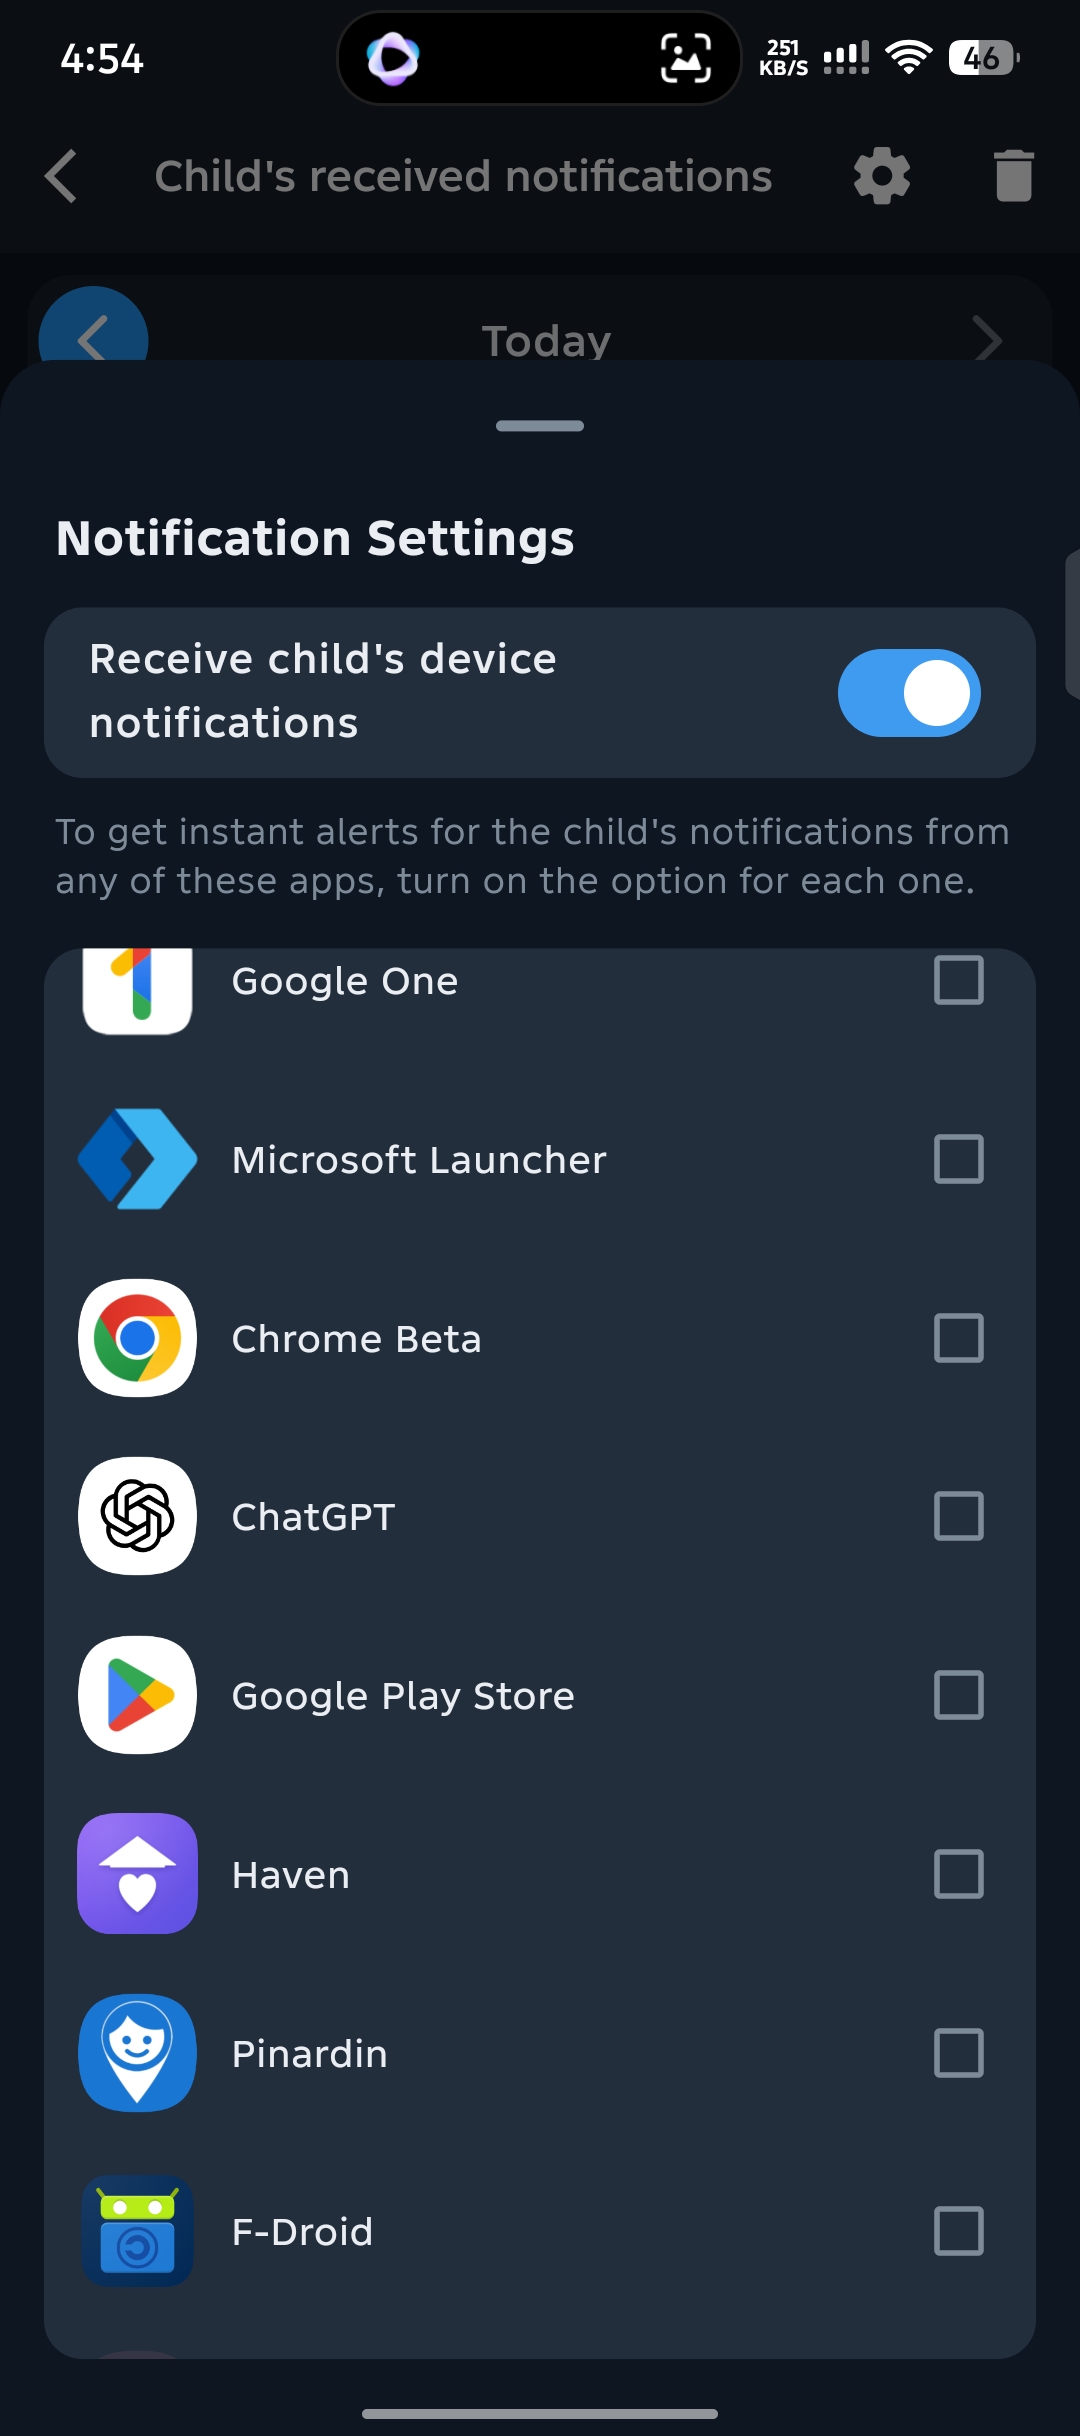 4:54
251
KB/S
46
Child's received notifications
Today
Notification Settings
Receive child's device
notifications
To get instant alerts for the child's notifications from
any of these apps, turn on the option for each one.
Google One
Microsoft Launcher
Chrome Beta
ChatGPT
Google Play Store
Haven
Pinardin
F-Droid